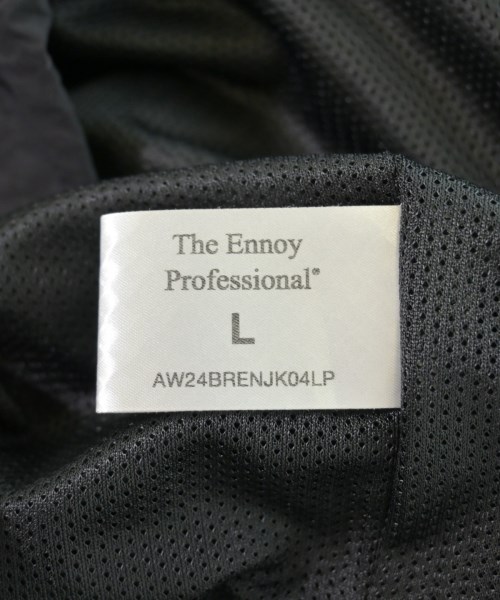 The Ennoy
Professional®
L
AW24BRENJK04LP